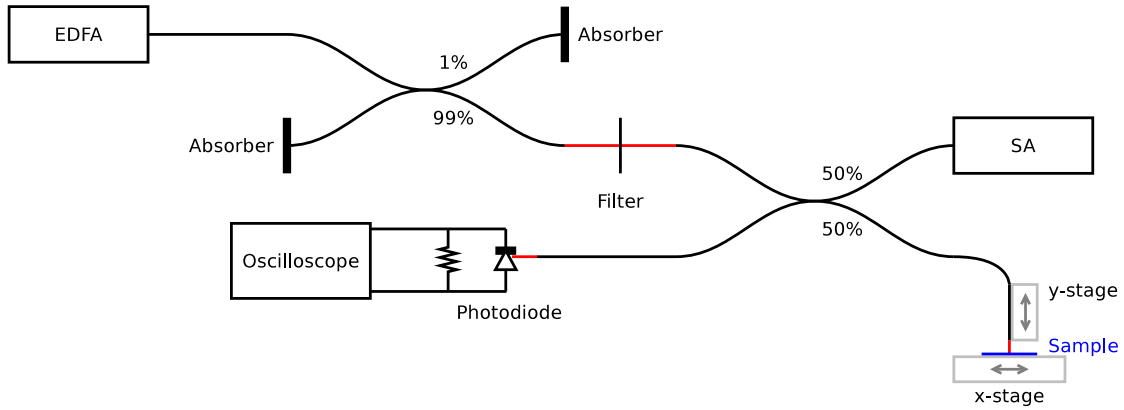 EDFA
Absorber
1%
99%
Absorber
SA
50%
Filter
50%
Oscilloscope
Photodiode
y-stage
Sample
x-stage